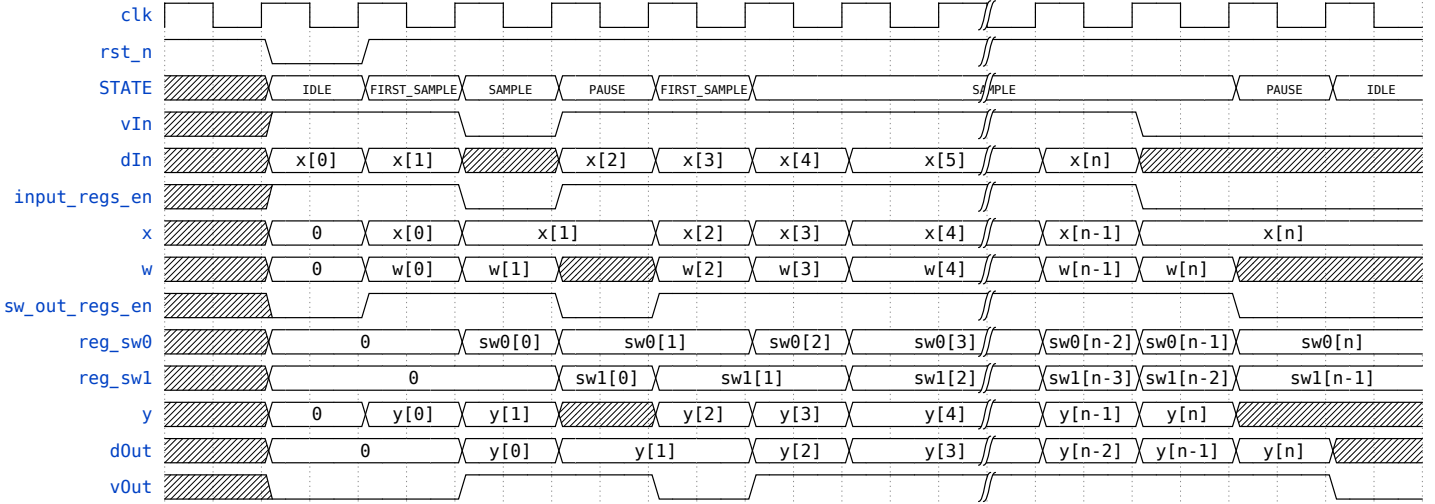 clk
rst_n
STATE IDLE FIRST_SAMPLE SAMPLE PAUSE FIRST_SAMPLE SAMPLE PAUSE IDLE
vIn
dIn x[0] x[1] x[2] x[3] x[4] x[5] x[n]
input_regs_en
x 0 x[0] x[1] x[2] x[3] x[4] x[n-1] x[n]
w 0 w[0] w[1] w[2] w[3] w[4] w[n-1] w[n]
sw_out_regs_en
reg_sw0 0 sw0[0] sw0[1] sw0[2] sw0[3] sw0[n-2] sw0[n-1] sw0[n]
reg_sw1 0 sw1[0] sw1[1] sw1[2] sw1[n-3] sw1[n-2] sw1[n-1]
y 0 y[0] y[1] y[2] y[3] y[4] y[n-1] y[n]
dOut 0 y[0] y[1] y[2] y[3] y[n-2] y[n-1] y[n]
vOut